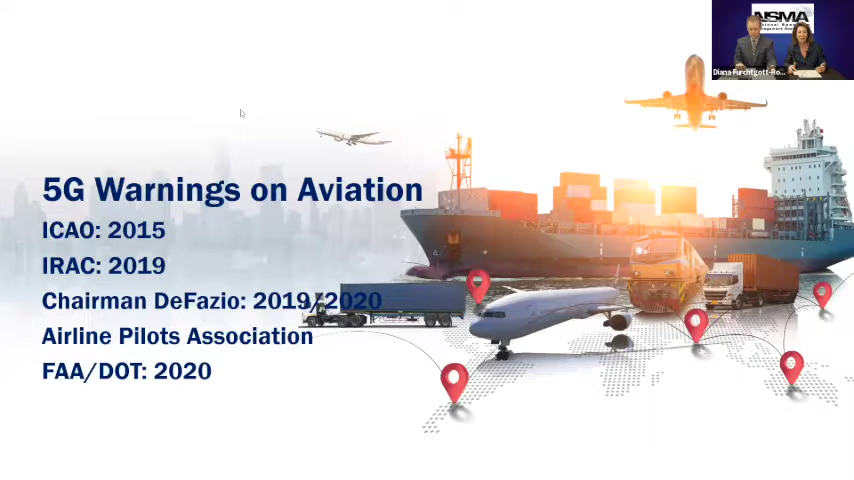 NSMA
Diana Furchtgott-Ro...
5G Warnings on Aviation
ICAO: 2015
IRAC: 2019
Chairman DeFazio: 2019/2020
Airline Pilots Association
FAA/DOT: 2020